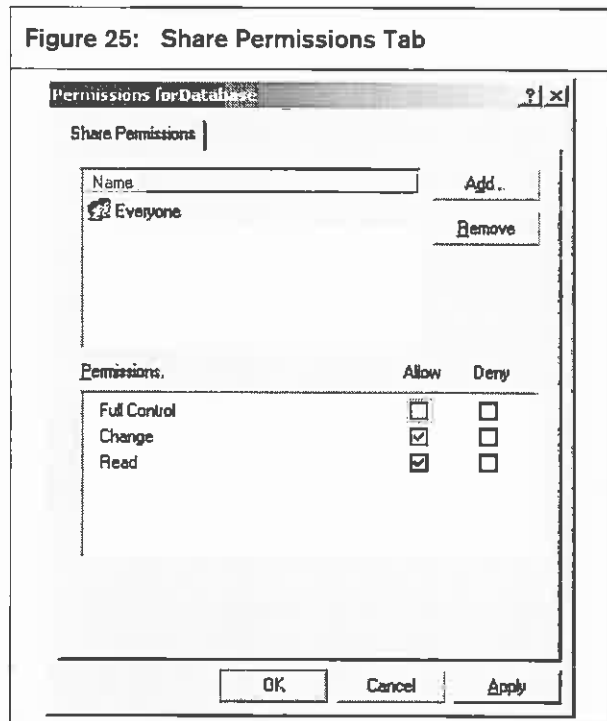 Figure 25: Share Permissions Tab
Permissions for Database
? ×
Share Permissions
Name
Add..
Everyone
Remove
Permissions.
Allow Deny
Full Control
Change
Read
OK Cancel Apply